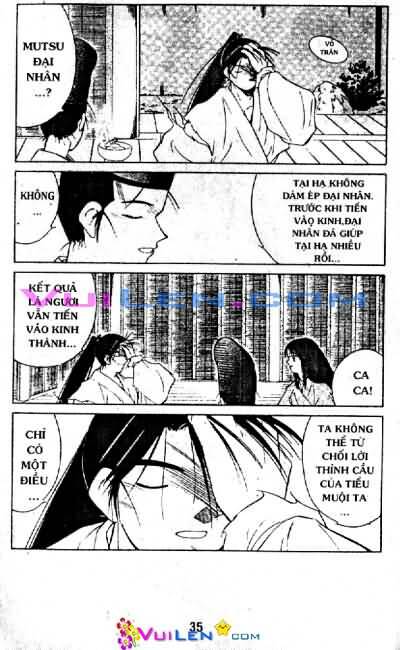 MUTSU
ĐẠI
NHÂN
...?
VÔ
TRÂN
KHÔNG
...
TẠI HẠ KHÔNG
DÁM ÉP ĐẠI NHÂN.
TRƯỚC KHI TIẾN
VÀO KINH, ĐẠI
NHÂN ĐÃ GIÚP
TẠI HẠ NHIỀU
RỒI...
KẾT QUẢ
LÀ NGƯƠI
VẪN TIẾN
VÀO KINH
THÀNH...
VUILEN.COM
CA
CA!
CHỈ
CÓ
MỘT
ĐIỀU
...
TA KHÔNG
THỂ TỪ
CHỐI LỜI
THỈNH CẦU
CỦA TIỂU
MUỘI TA
...
35
VUILEN.COM